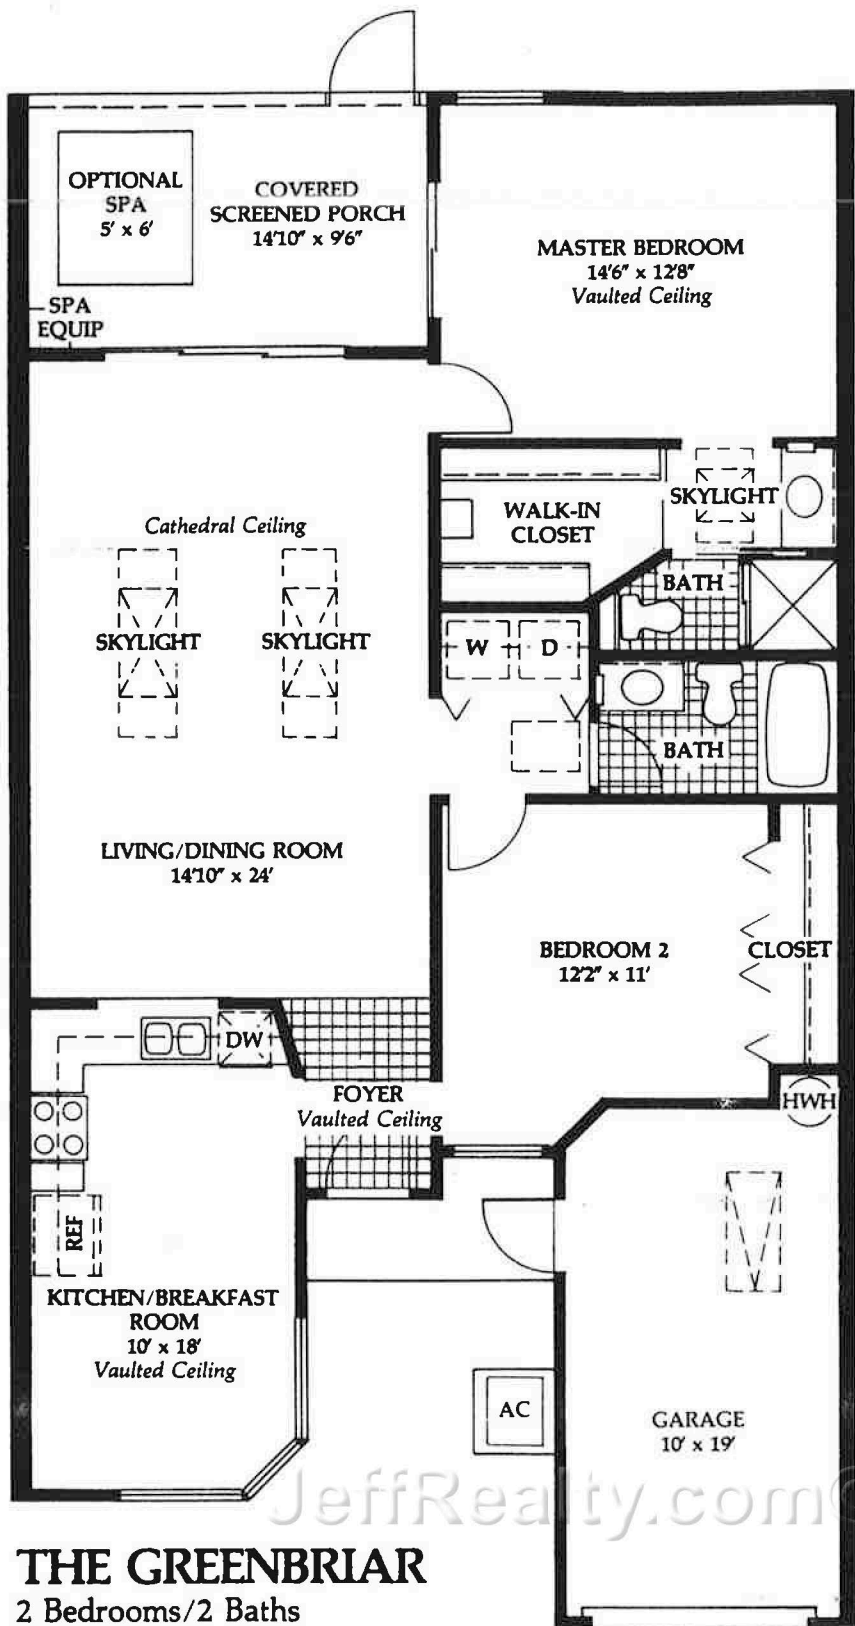 OPTIONAL
SPA
5' x 6'
COVERED
SCREENED PORCH
14'10" x 9'6"
SPA
EQUIP
MASTER BEDROOM
14'6" x 12'8"
Vaulted Ceiling
Cathedral Ceiling
SKYLIGHT
SKYLIGHT
WALK-IN
CLOSET
SKYLIGHT
BATH
W
D
BATH
LIVING/DINING ROOM
14'10" x 24'
BEDROOM 2
12'2" x 11'
CLOSET
DW
FOYER
Vaulted Ceiling
HWH
REF
KITCHEN/BREAKFAST
ROOM
10' x 18'
Vaulted Ceiling
AC
GARAGE
10' x 19'
JeffRealty.com©
THE GREENBRIAR
2 Bedrooms/2 Baths